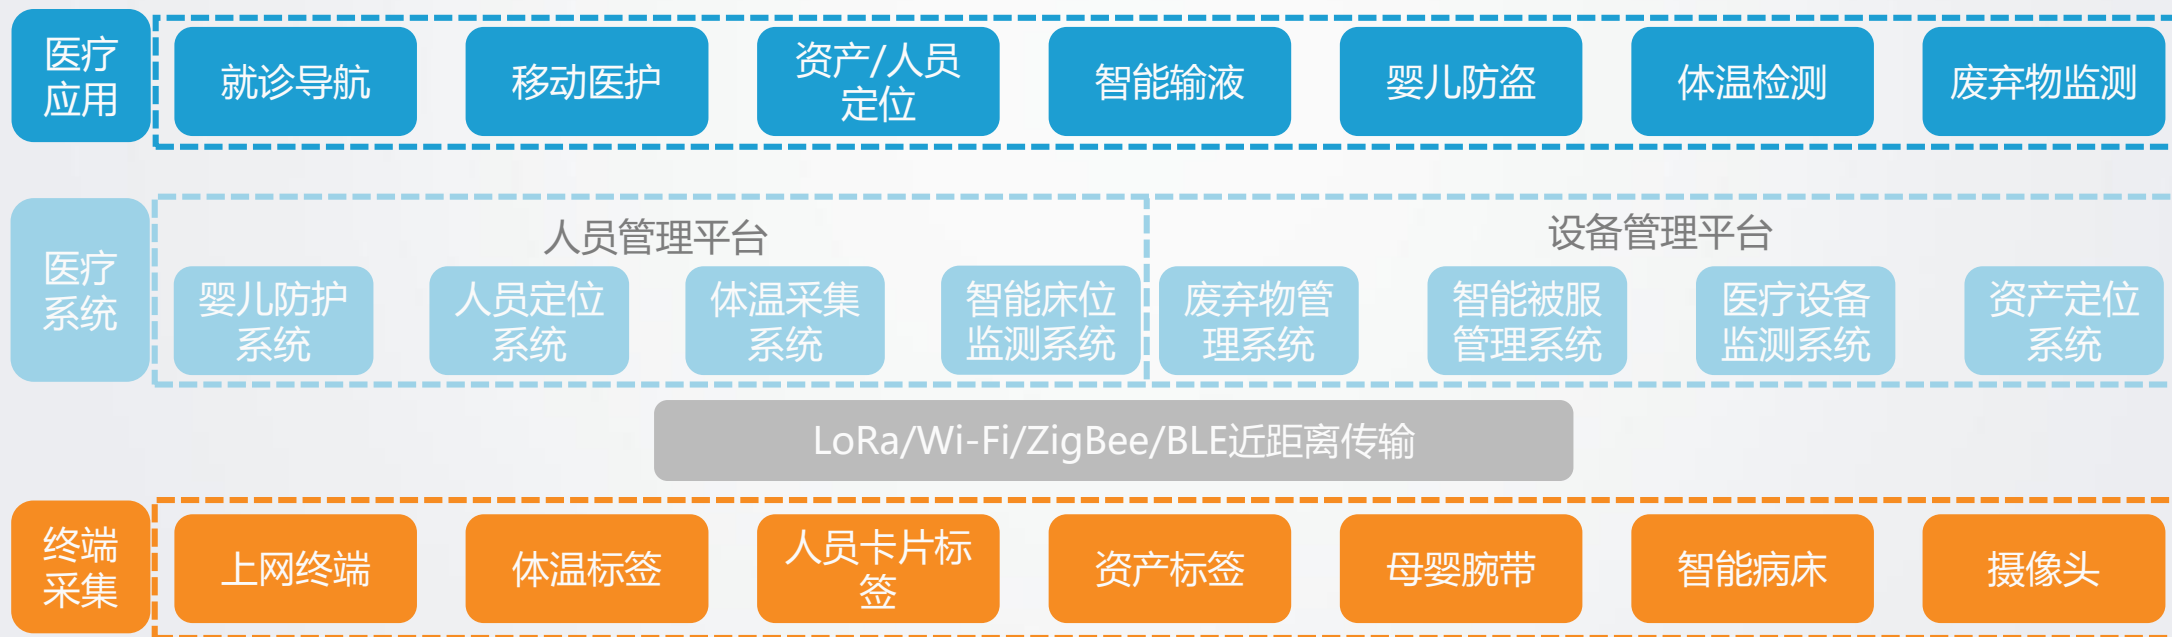 医疗
应用
就诊导航
移动医护
资产/人员
定位
智能输液
婴儿防盗
体温检测
废弃物监测
医疗
系统
人员管理平台
婴儿防护
系统
人员定位
系统
体温采集
系统
智能床位
监测系统
设备管理平台
废弃物管
理系统
智能被服
管理系统
医疗设备
监测系统
资产定位
系统
LoRa/Wi-Fi/ZigBee/BLE近距离传输
终端
采集
上网终端
体温标签
人员卡片标
签
资产标签
母婴腕带
智能病床
摄像头